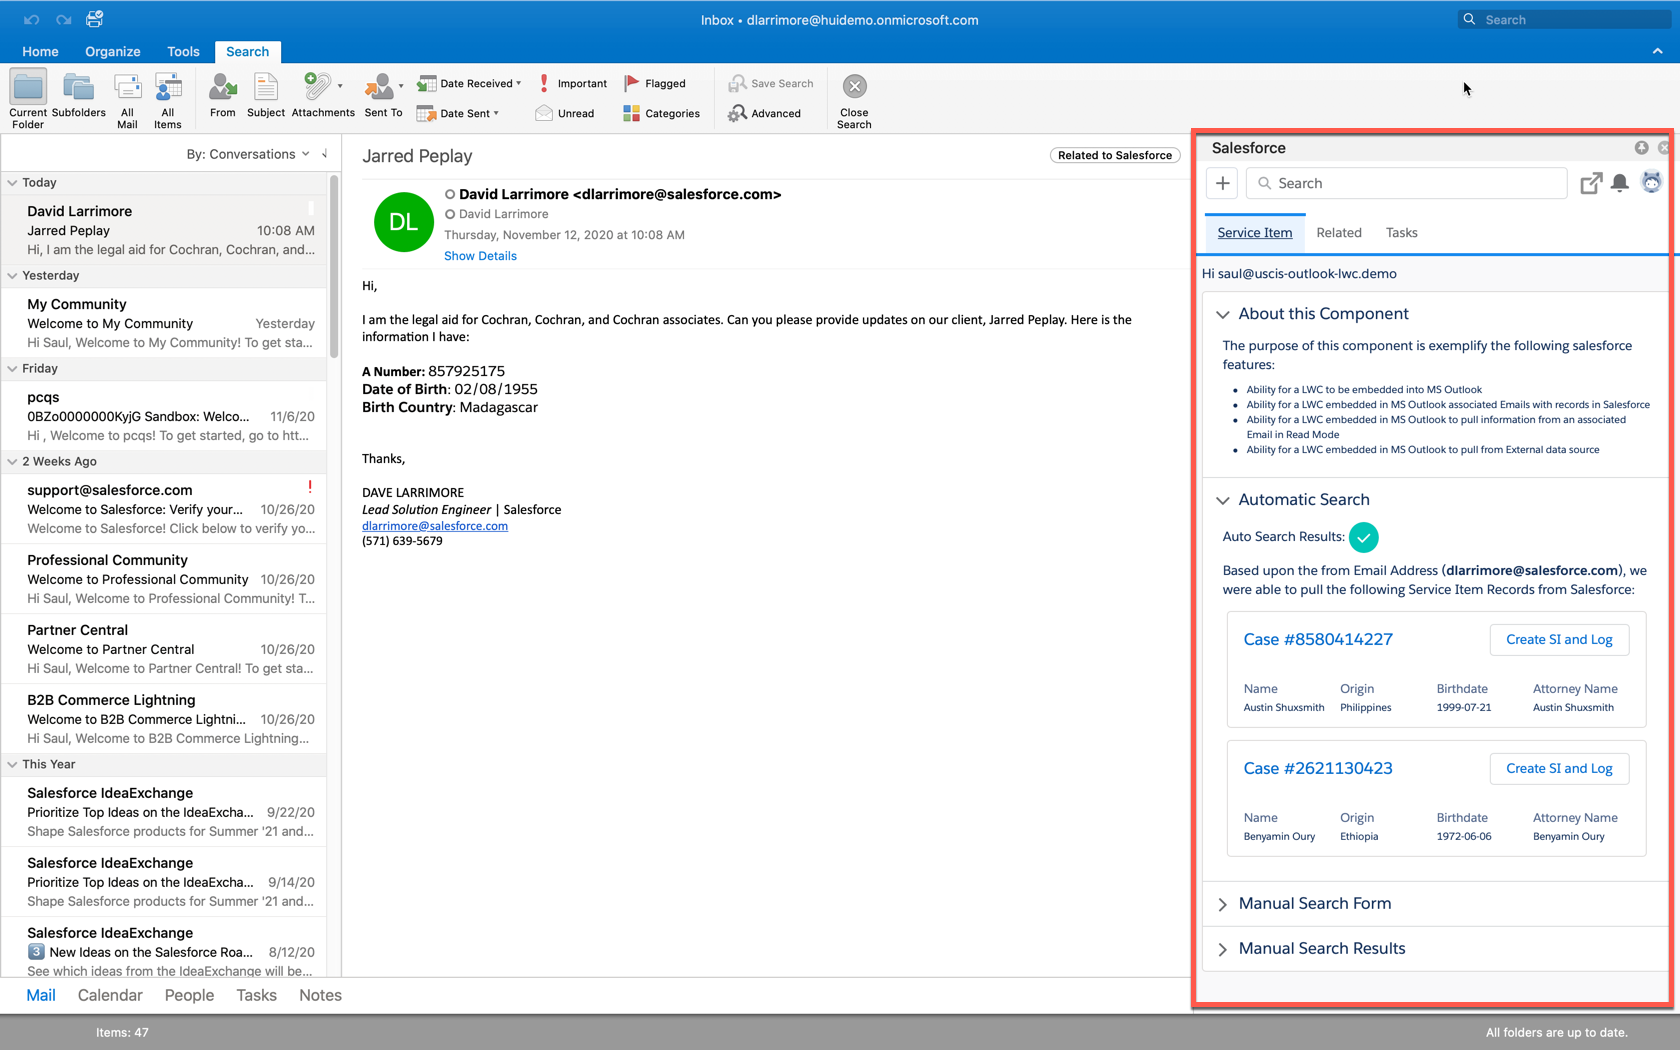 Inbox • dlarrimore@huidemo.onmicrosoft.com
Search
Home Organize Tools Search
Current Folder
Subfolders
All Mail
All Items
From
Subject
Attachments
Sent To
Date Received
Date Sent
Important
Unread
Flagged
Categories
Save Search
Advanced
Close Search
By: Conversations
Today
David Larrimore
Jarred Peplay 10:08 AM
Hi, I am the legal aid for Cochran, Cochran, and...
Yesterday
My Community
Welcome to My Community Yesterday
Hi Saul, Welcome to My Community! To get sta...
Friday
pcqs
0BZo0000000KyjG Sandbox: Welco... 11/6/20
Hi , Welcome to pcqs! To get started, go to htt...
2 Weeks Ago
support@salesforce.com !
Welcome to Salesforce: Verify your... 10/26/20
Welcome to Salesforce! Click below to verify yo...
Professional Community
Welcome to Professional Community 10/26/20
Hi Saul, Welcome to Professional Community! T...
Partner Central
Welcome to Partner Central 10/26/20
Hi Saul, Welcome to Partner Central! To get sta...
B2B Commerce Lightning
Welcome to B2B Commerce Lightni... 10/26/20
Hi Saul, Welcome to B2B Commerce Lightning...
This Year
Salesforce IdeaExchange
Prioritize Top Ideas on the IdeaExcha... 9/22/20
Shape Salesforce products for Summer '21 and...
Salesforce IdeaExchange
Prioritize Top Ideas on the IdeaExcha... 9/14/20
Shape Salesforce products for Summer '21 and...
Salesforce IdeaExchange
3 New Ideas on the Salesforce Roa... 8/12/20
See which ideas from the IdeaExchange will be...
Mail Calendar People Tasks Notes
Items: 47
All folders are up to date.
Jarred Peplay
Related to Salesforce
DL
David Larrimore <dlarrimore@salesforce.com>
David Larrimore
Thursday, November 12, 2020 at 10:08 AM
Show Details
Hi,
I am the legal aid for Cochran, Cochran, and Cochran associates. Can you please provide updates on our client, Jarred Peplay. Here is the
information I have:
A Number: 857925175
Date of Birth: 02/08/1955
Birth Country: Madagascar
Thanks,
DAVE LARRIMORE
Lead Solution Engineer | Salesforce
dlarrimore@salesforce.com
(571) 639-5679
Salesforce
Search
Service Item Related Tasks
Hi saul@uscis-outlook-lwc.demo
About this Component
The purpose of this component is exemplify the following salesforce
features:
• Ability for a LWC to be embedded into MS Outlook
• Ability for a LWC embedded in MS Outlook associated Emails with records in Salesforce
• Ability for a LWC embedded in MS Outlook to pull information from an associated
Email in Read Mode
• Ability for a LWC embedded in MS Outlook to pull from External data source
Automatic Search
Auto Search Results:
Based upon the from Email Address (dlarrimore@salesforce.com), we
were able to pull the following Service Item Records from Salesforce:
Case #8580414227 Create SI and Log
Name Origin Birthdate Attorney Name
Austin Shuxsmith Philippines 1999-07-21 Austin Shuxsmith
Case #2621130423 Create SI and Log
Name Origin Birthdate Attorney Name
Benyamin Oury Ethiopia 1972-06-06 Benyamin Oury
Manual Search Form
Manual Search Results